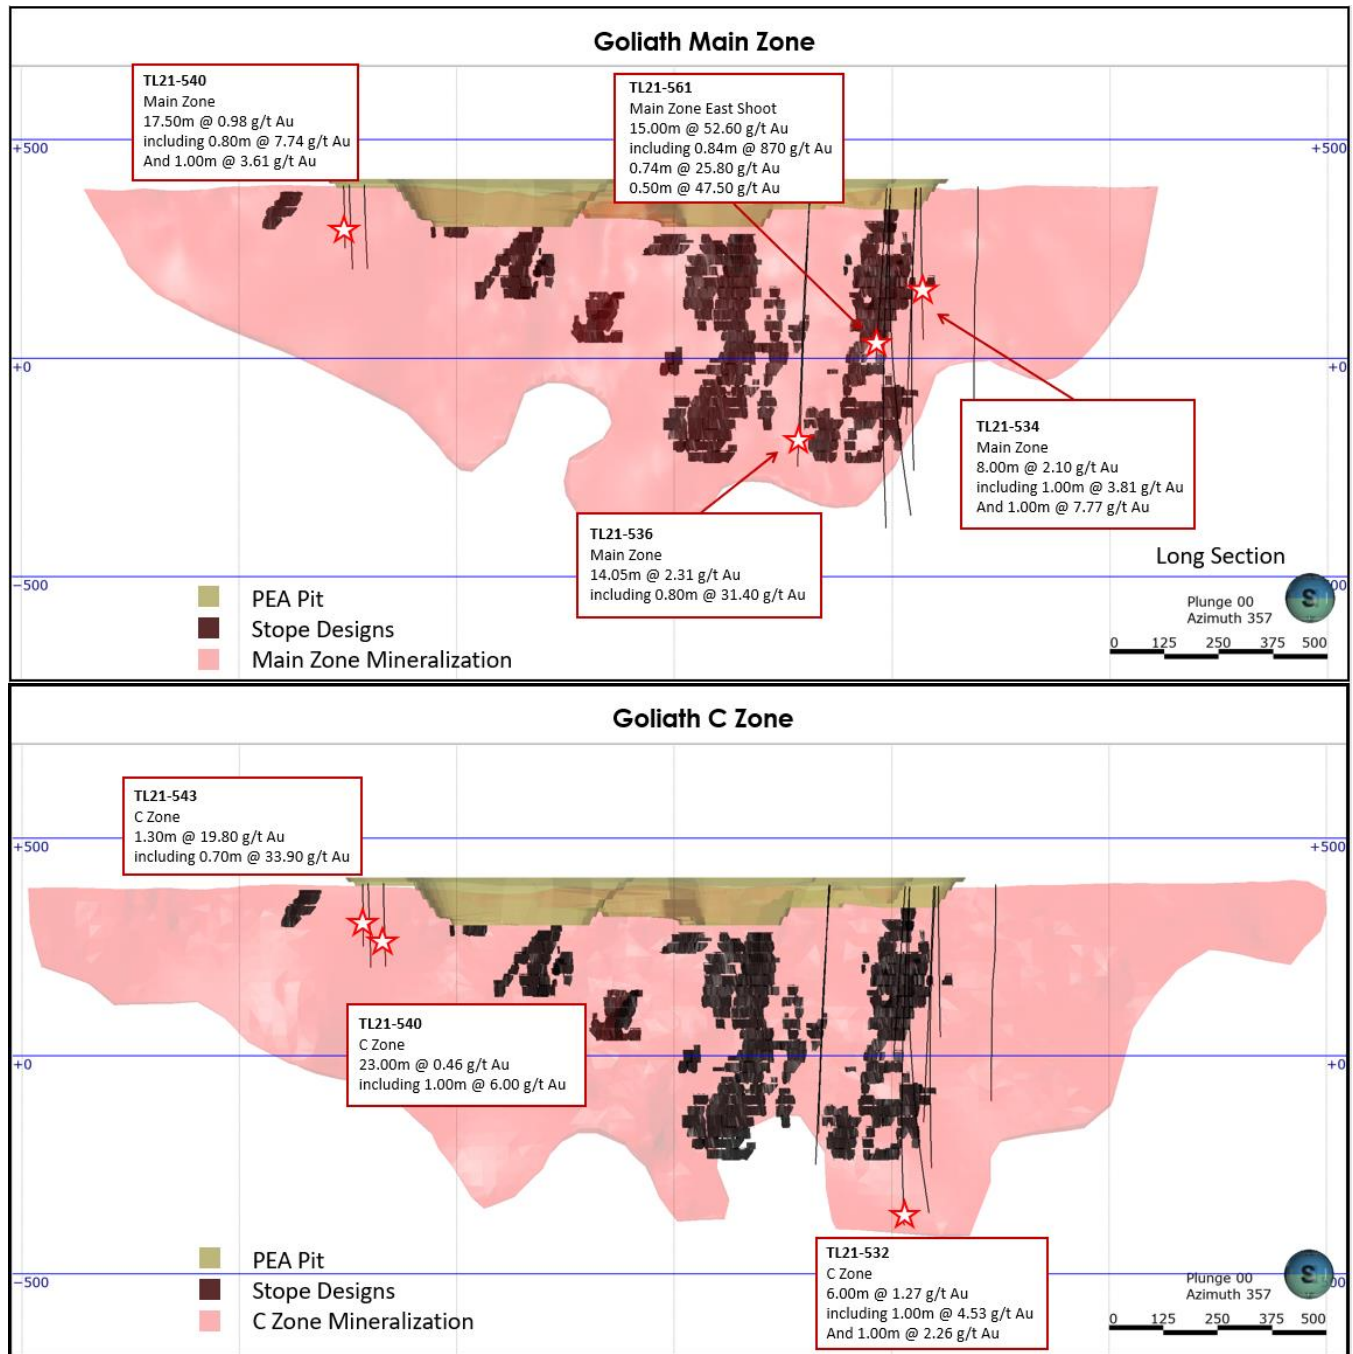 Goliath Main Zone
TL21-540
Main Zone
17.50m @ 0.98 g/t Au
including 0.80m @ 7.74 g/t Au
And 1.00m @ 3.61 g/t Au
TL21-561
Main Zone East Shoot
15.00m @ 52.60 g/t Au
including 0.84m @ 870 g/t Au
0.74m @ 25.80 g/t Au
0.50m @ 47.50 g/t Au
+500
+500
+0
+0
TL21-534
Main Zone
8.00m @ 2.10 g/t Au
including 1.00m @ 3.81 g/t Au
And 1.00m @ 7.77 g/t Au
TL21-536
Main Zone
14.05m @ 2.31 g/t Au
including 0.80m @ 31.40 g/t Au
Long Section
-500
PEA Pit
Stope Designs
Main Zone Mineralization
S
Plunge 00
Azimuth 357
0 125 250 375 500
Goliath C Zone
TL21-543
C Zone
1.30m @ 19.80 g/t Au
including 0.70m @ 33.90 g/t Au
+500
+500
TL21-540
C Zone
23.00m @ 0.46 g/t Au
including 1.00m @ 6.00 g/t Au
+0
+0
TL21-532
C Zone
6.00m @ 1.27 g/t Au
including 1.00m @ 4.53 g/t Au
And 1.00m @ 2.26 g/t Au
-500
PEA Pit
Stope Designs
C Zone Mineralization
S
Plunge 00
Azimuth 357
0 125 250 375 500